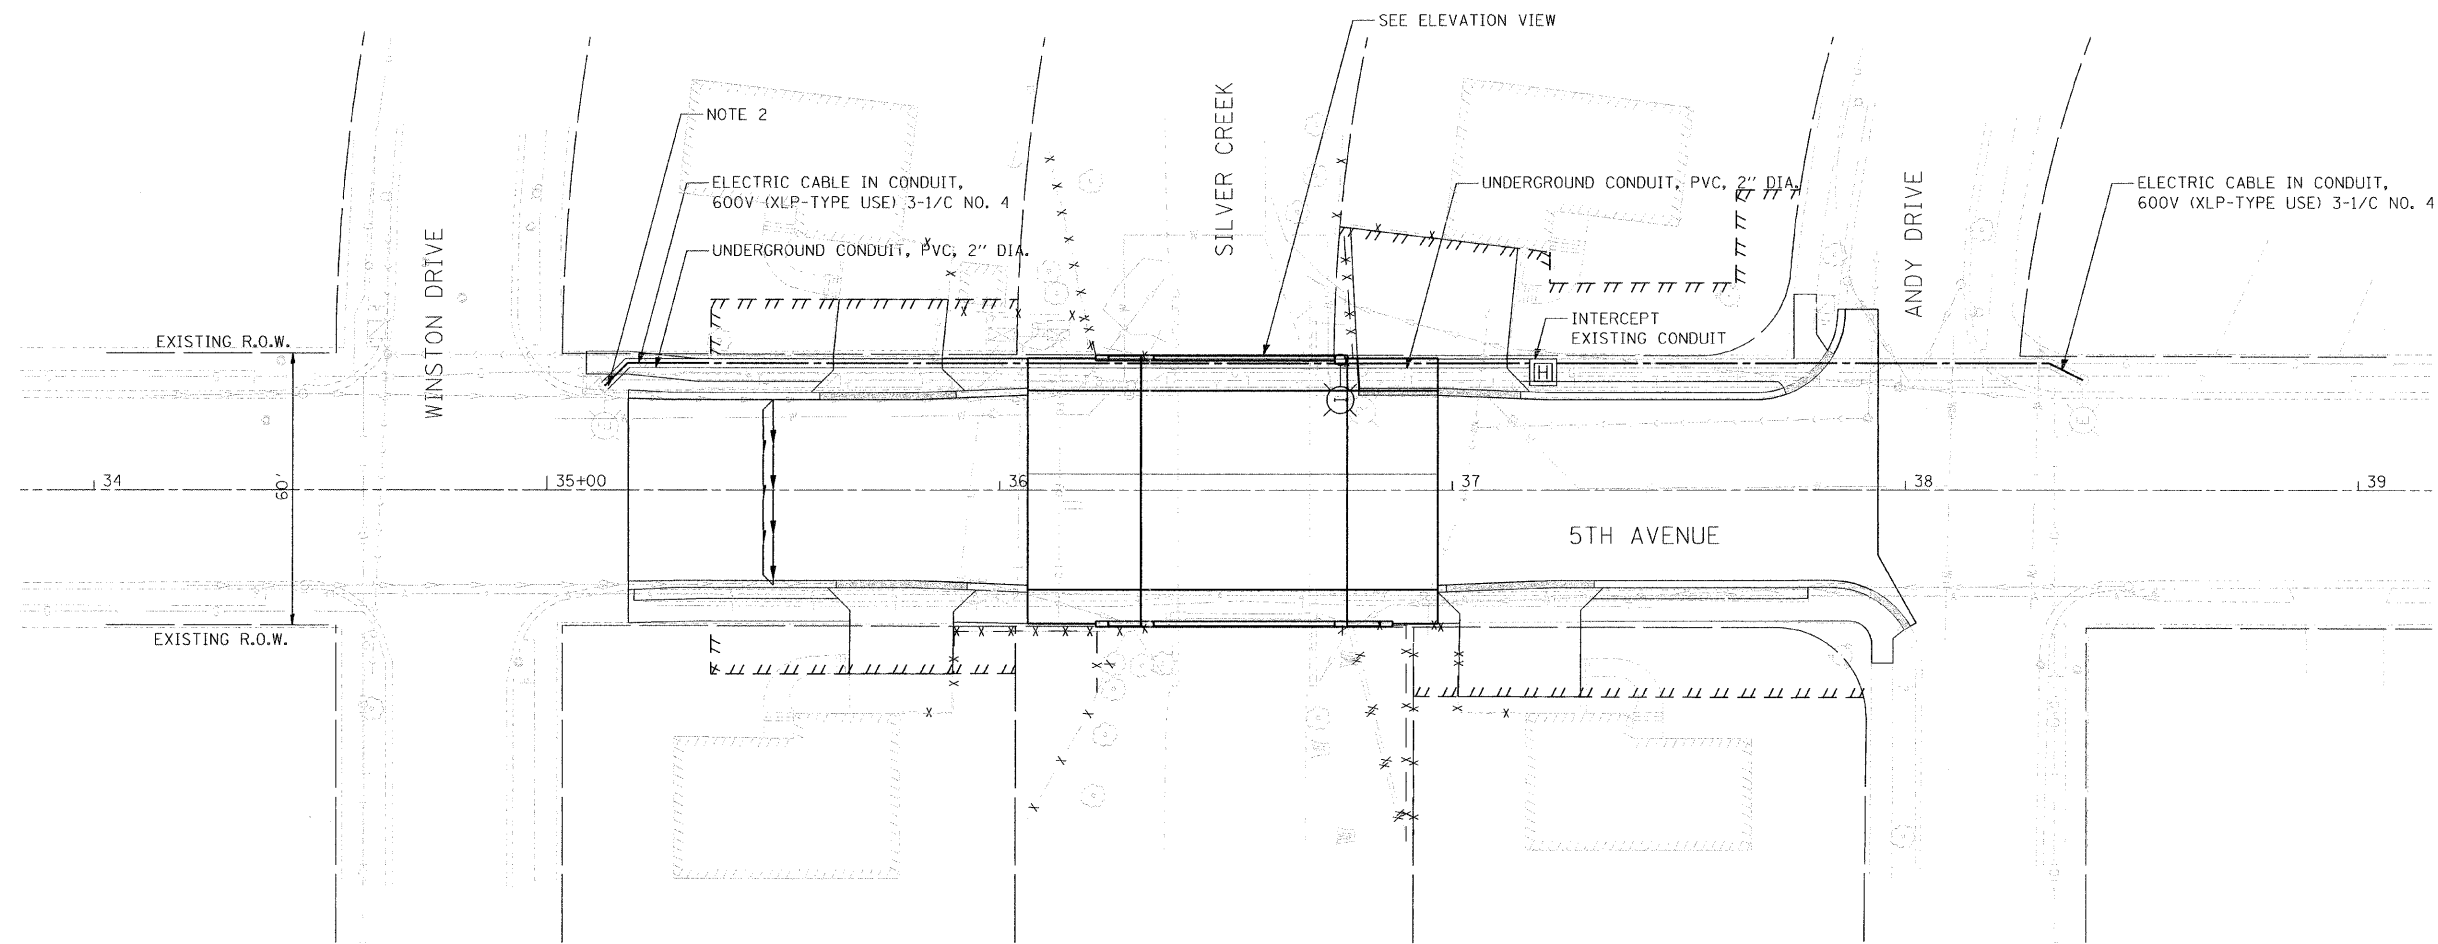 SEE ELEVATION VIEW
NOTE 2
ELECTRIC CABLE IN CONDUIT,
600V (XLP-TYPE USE) 3-1/C NO. 4
UNDERGROUND CONDUIT, PVC, 2" DIA.
WINSTON DRIVE
SILVER CREEK
UNDERGROUND CONDUIT, PVC, 2" DIA.
ANDY DRIVE
ELECTRIC CABLE IN CONDUIT,
600V (XLP-TYPE USE) 3-1/C NO. 4
INTERCEPT
EXISTING CONDUIT
H
EXISTING R.O.W.
60'
34
35+00
36
37
38
39
5TH AVENUE
EXISTING R.O.W.